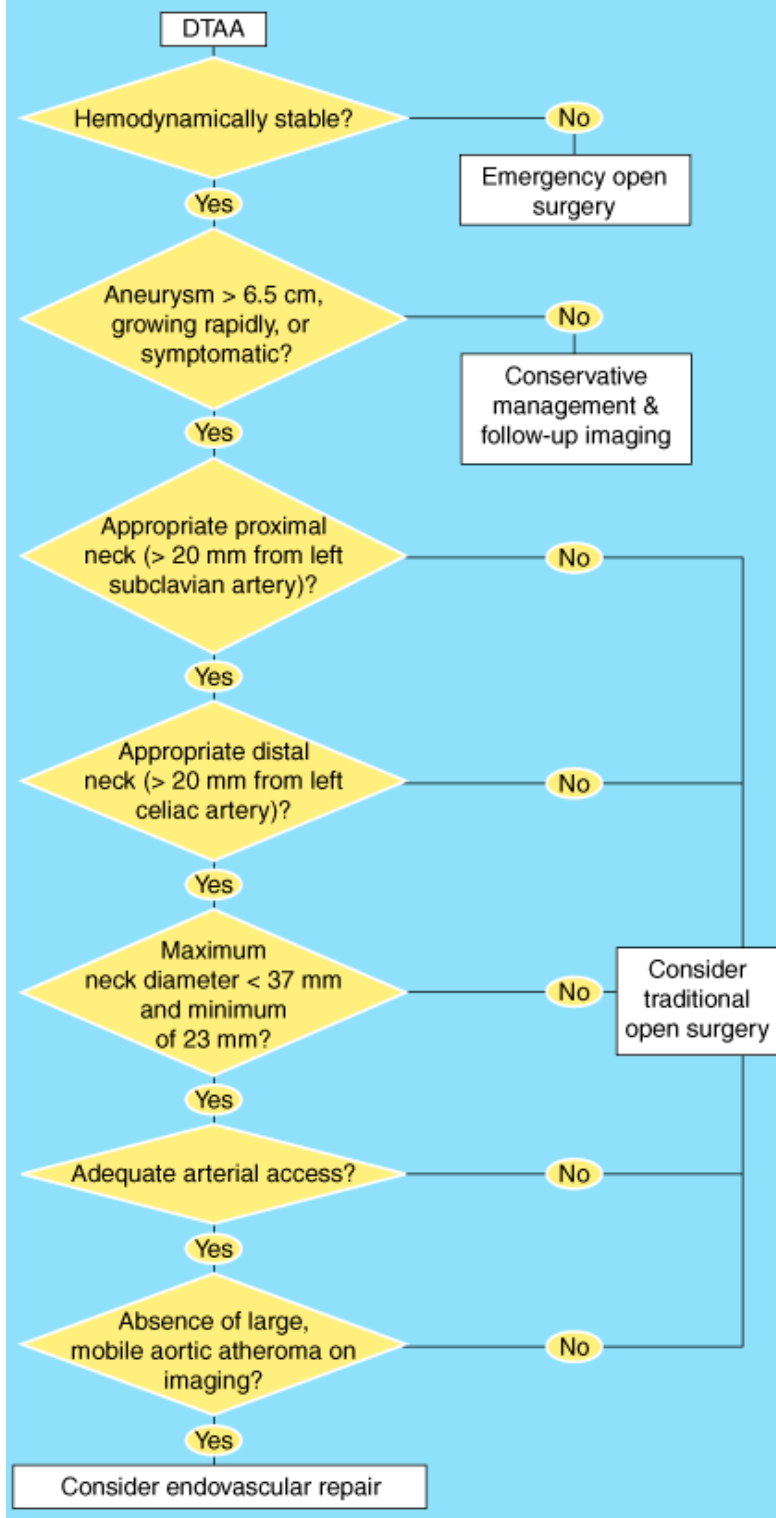 DTAA
Hemodynamically stable?
No
Emergency open
surgery
Yes
Aneurysm > 6.5 cm,
growing rapidly, or
symptomatic?
No
Conservative
management &
follow-up imaging
Yes
Appropriate proximal
neck (> 20 mm from left
subclavian artery)?
No
Yes
Appropriate distal
neck (> 20 mm from left
celiac artery)?
No
Yes
Maximum
neck diameter < 37 mm
and minimum
of 23 mm?
No
Consider
traditional
open surgery
Yes
Adequate arterial access?
No
Yes
Absence of large,
mobile aortic atheroma on
imaging?
No
Yes
Consider endovascular repair